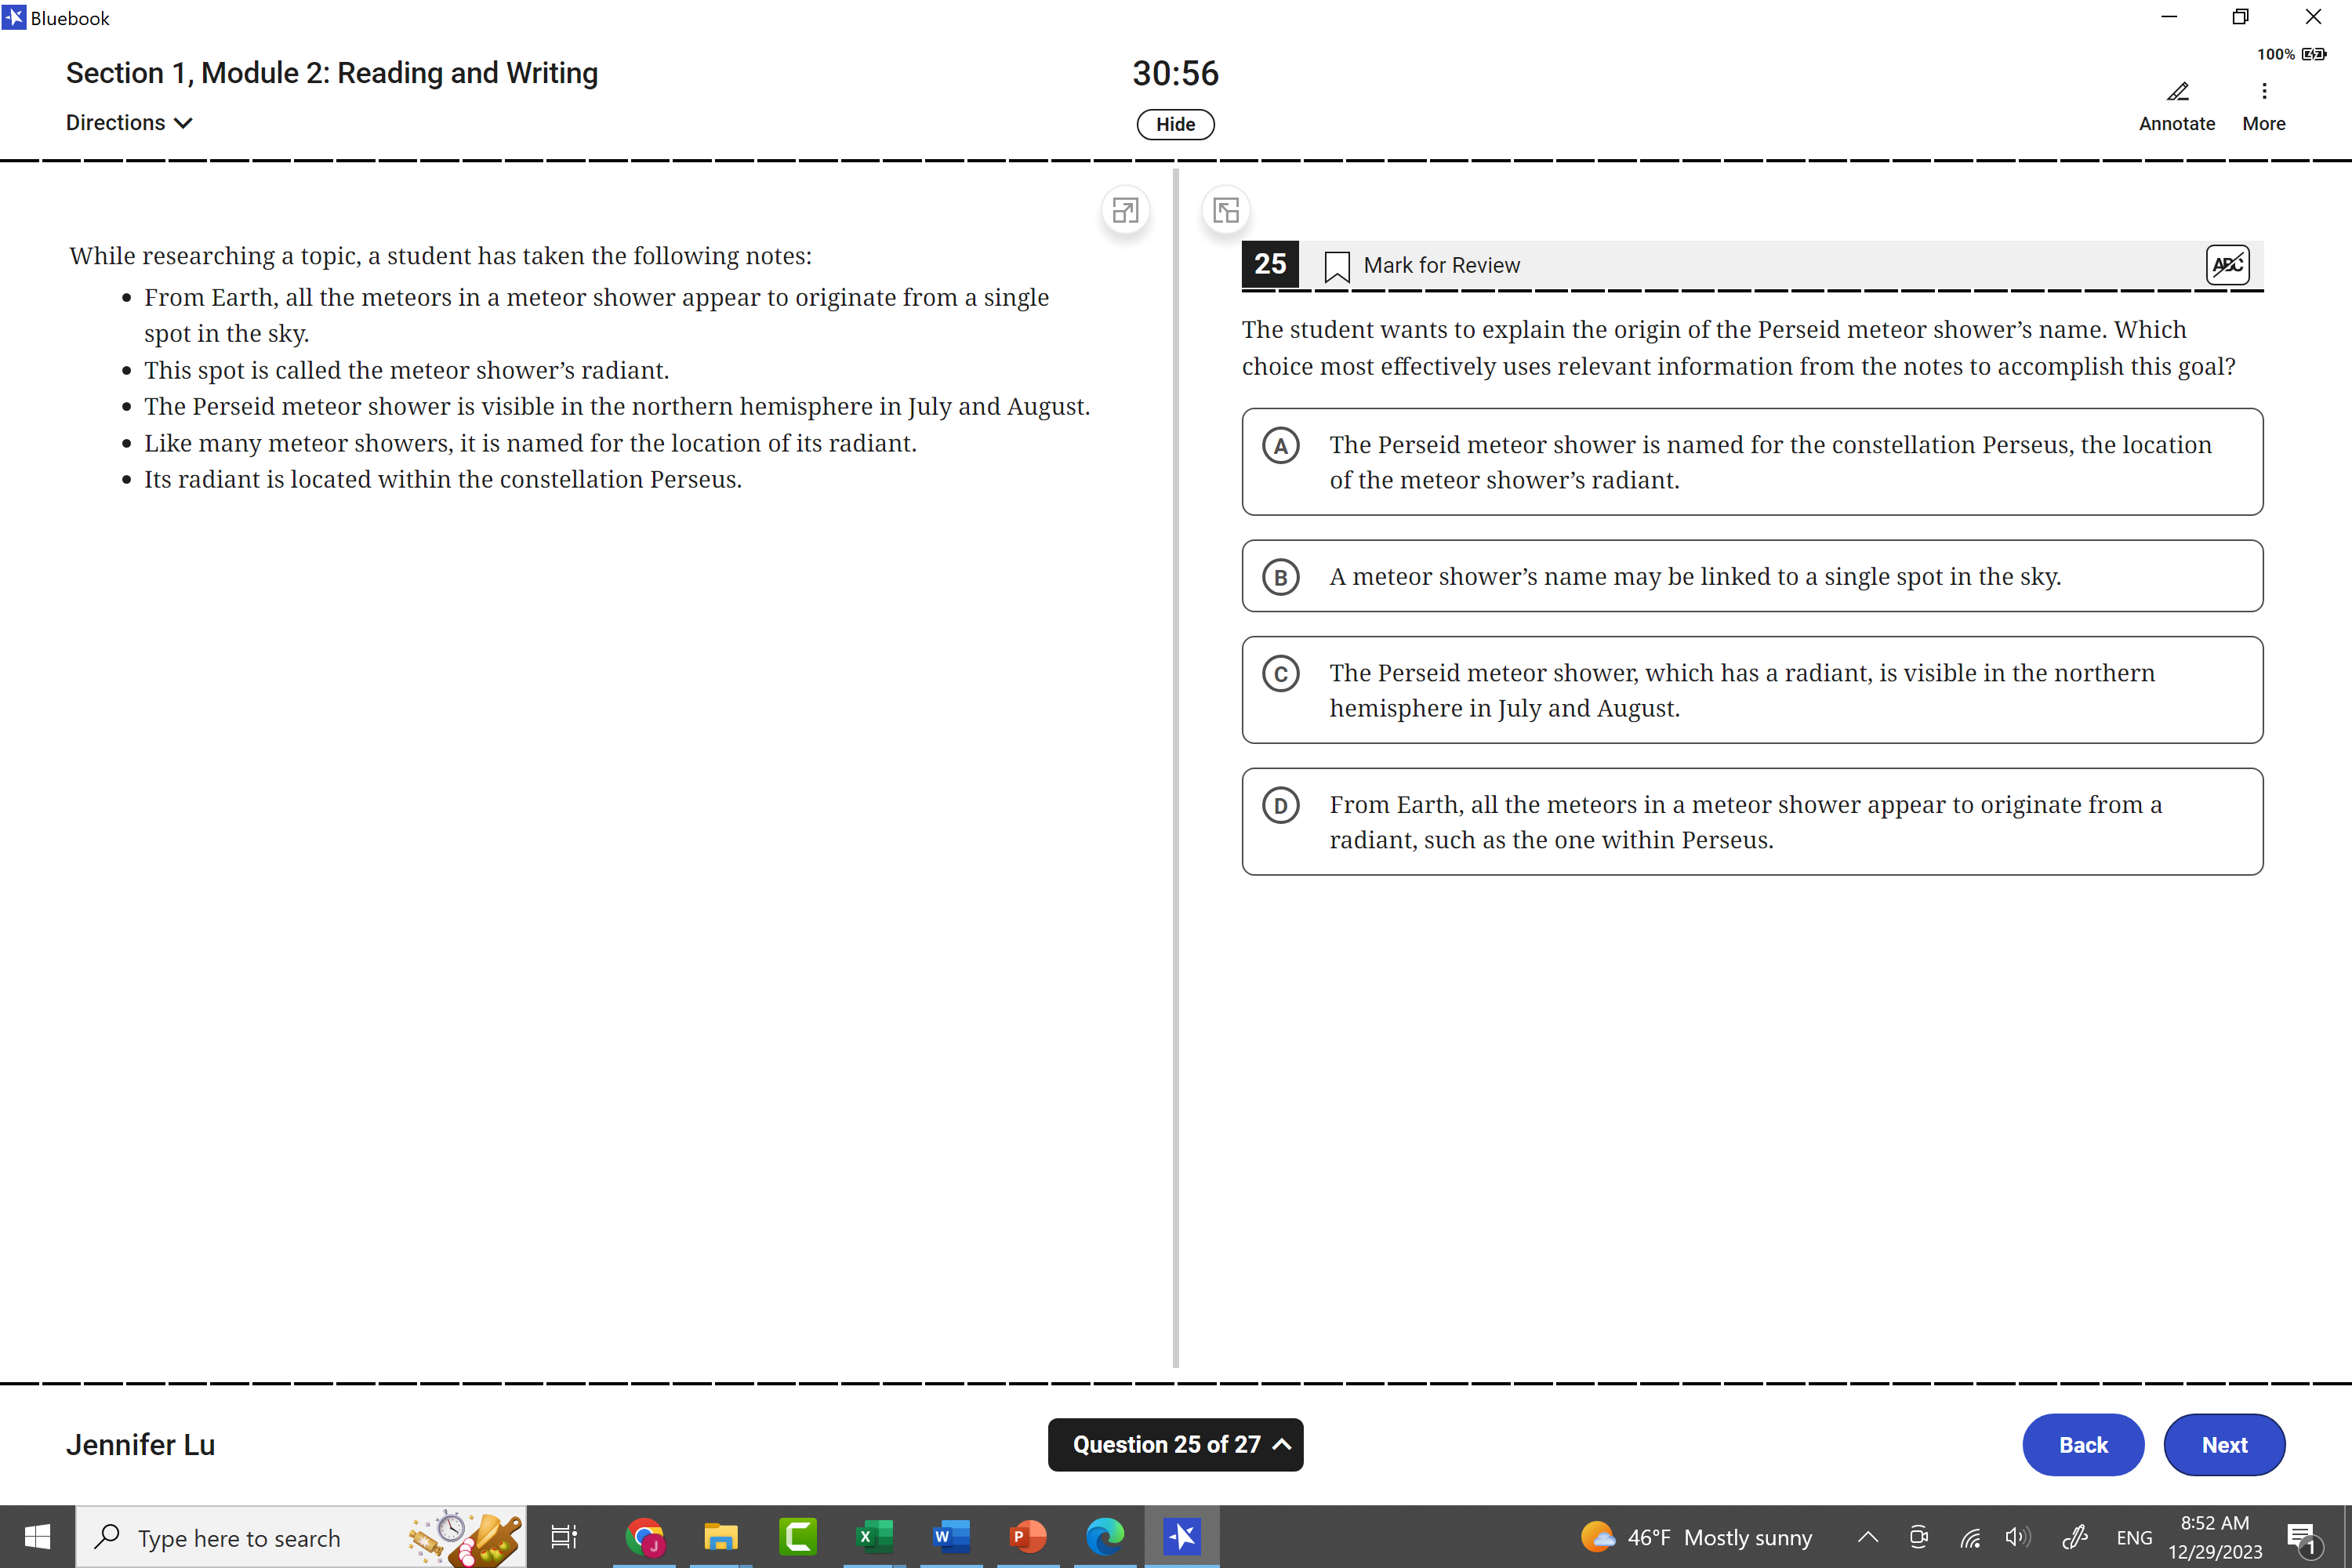 Bluebook
100%
Section 1, Module 2: Reading and Writing
30:56
Directions
Hide
Annotate
More
While researching a topic, a student has taken the following notes:
• From Earth, all the meteors in a meteor shower appear to originate from a single
spot in the sky.
• This spot is called the meteor shower’s radiant.
• The Perseid meteor shower is visible in the northern hemisphere in July and August.
• Like many meteor showers, it is named for the location of its radiant.
• Its radiant is located within the constellation Perseus.
25
Mark for Review
ABC
The student wants to explain the origin of the Perseid meteor shower’s name. Which
choice most effectively uses relevant information from the notes to accomplish this goal?
A The Perseid meteor shower is named for the constellation Perseus, the location
of the meteor shower’s radiant.
B A meteor shower’s name may be linked to a single spot in the sky.
C The Perseid meteor shower, which has a radiant, is visible in the northern
hemisphere in July and August.
D From Earth, all the meteors in a meteor shower appear to originate from a
radiant, such as the one within Perseus.
Jennifer Lu
Question 25 of 27
Back
Next
Type here to search
J
X
W
P
46°F Mostly sunny
ENG
8:52 AM
12/29/2023
1